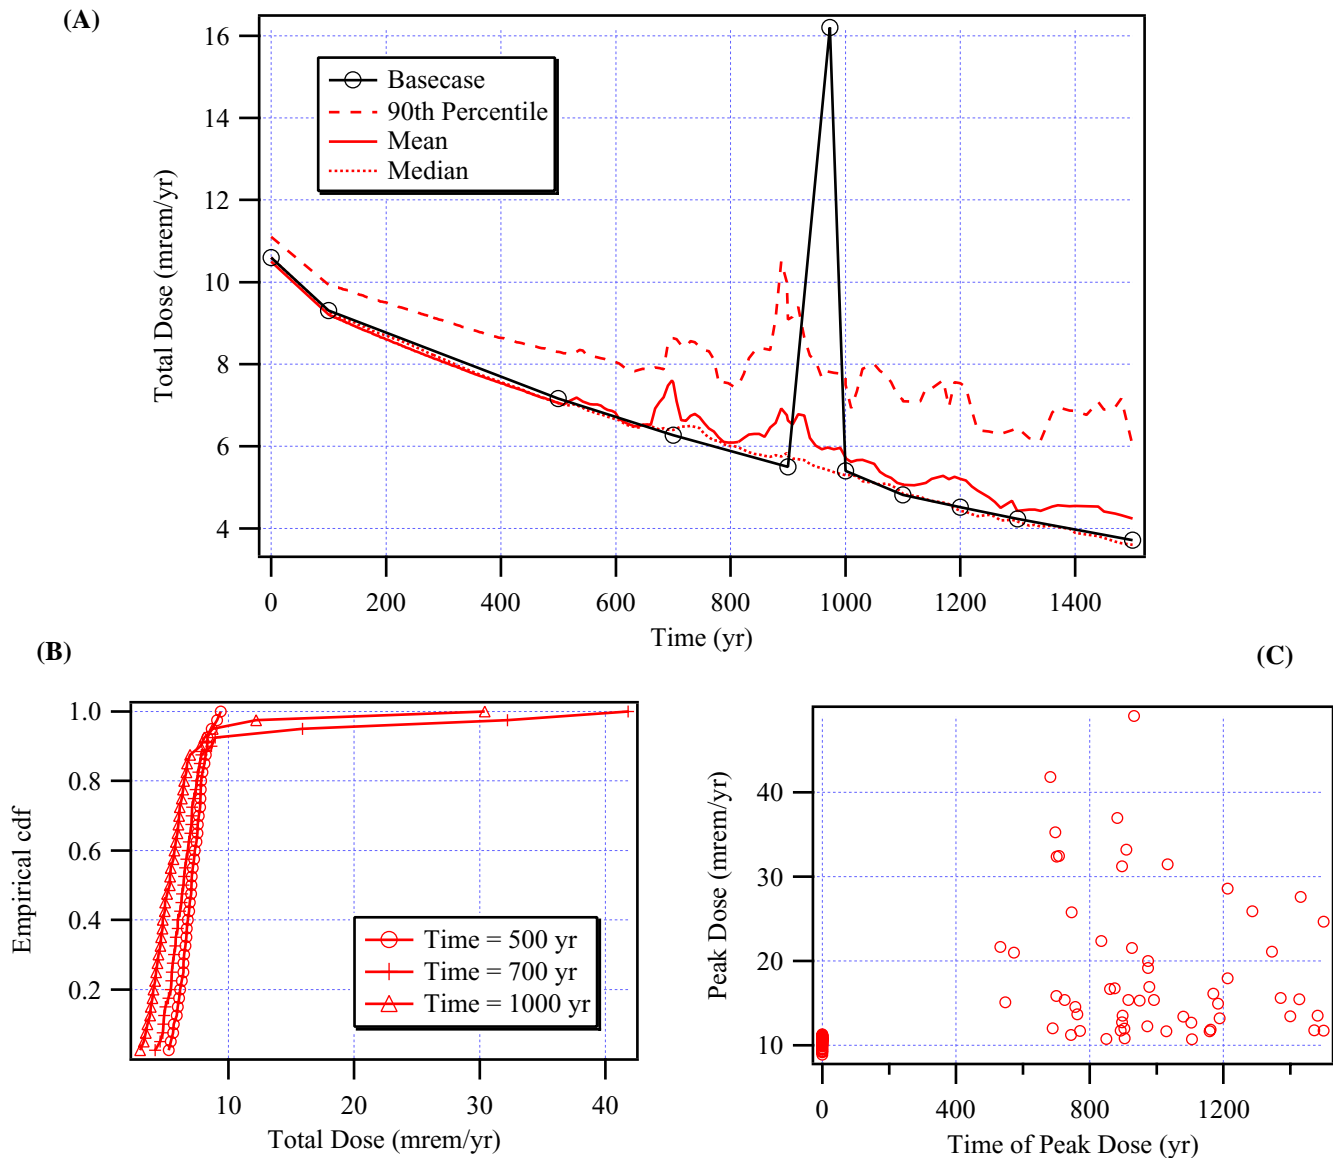 (A)
16
14
12
10
8
6
4
Total Dose (mrem/yr)
Basecase
90th Percentile
Mean
Median
0 200 400 600 800 1000 1200 1400
Time (yr)
(B)
1.0
0.8
0.6
0.4
0.2
Empirical cdf
Time = 500 yr
Time = 700 yr
Time = 1000 yr
10 20 30 40
Total Dose (mrem/yr)
(C)
40
30
20
10
Peak Dose (mrem/yr)
0 400 800 1200
Time of Peak Dose (yr)